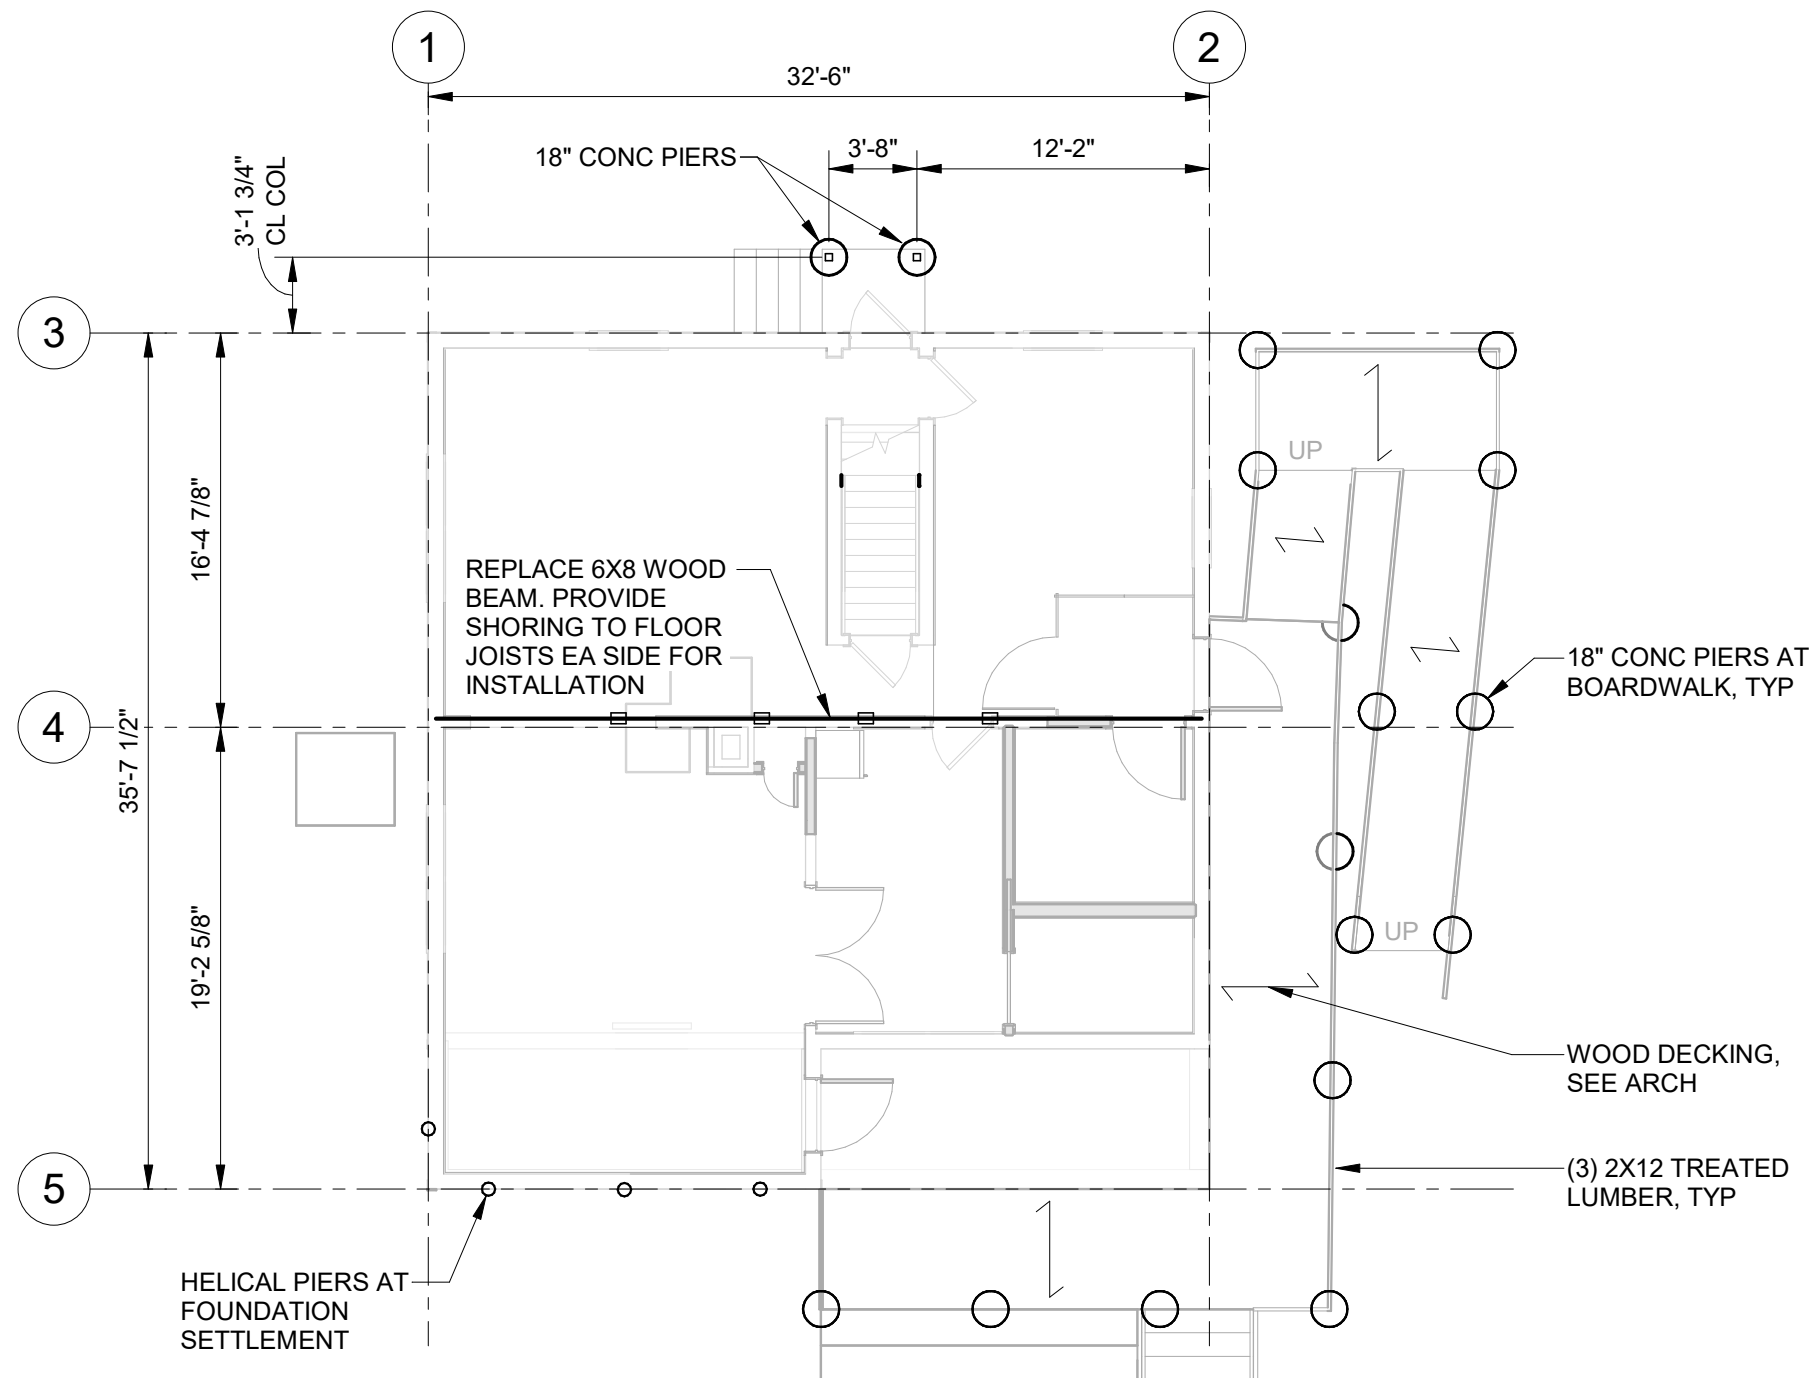 1
2
32'-6"
18" CONC PIERS
3'-8"
12'-2"
3'-1 3/4"
CL COL
3
UP
16'-4 7/8"
REPLACE 6X8 WOOD
BEAM. PROVIDE
SHORING TO FLOOR
JOISTS EA SIDE FOR
INSTALLATION
18" CONC PIERS AT
BOARDWALK, TYP
4
35'-7 1/2"
19'-2 5/8"
UP
WOOD DECKING,
SEE ARCH
5
(3) 2X12 TREATED
LUMBER, TYP
HELICAL PIERS AT
FOUNDATION
SETTLEMENT